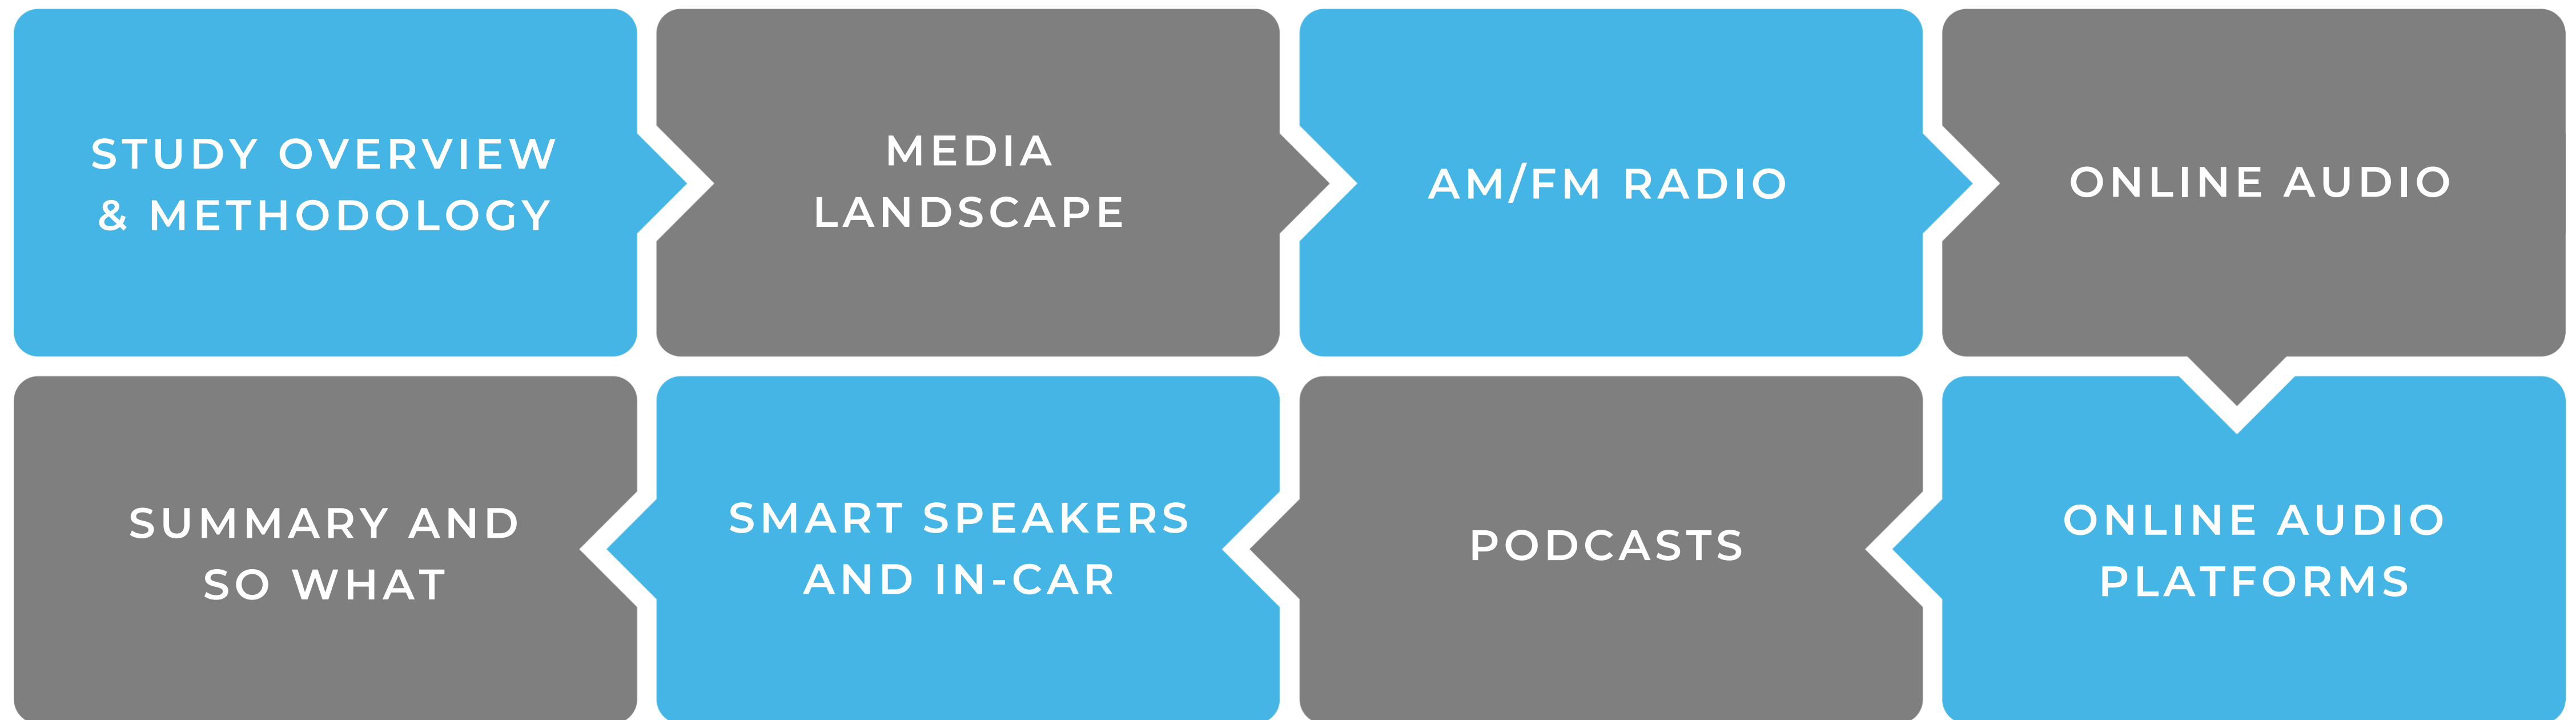 STUDY OVERVIEW
& METHODOLOGY
MEDIA
LANDSCAPE
AM/FM RADIO
ONLINE AUDIO
ONLINE AUDIO
PLATFORMS
PODCASTS
SMART SPEAKERS
AND IN-CAR
SUMMARY AND
SO WHAT